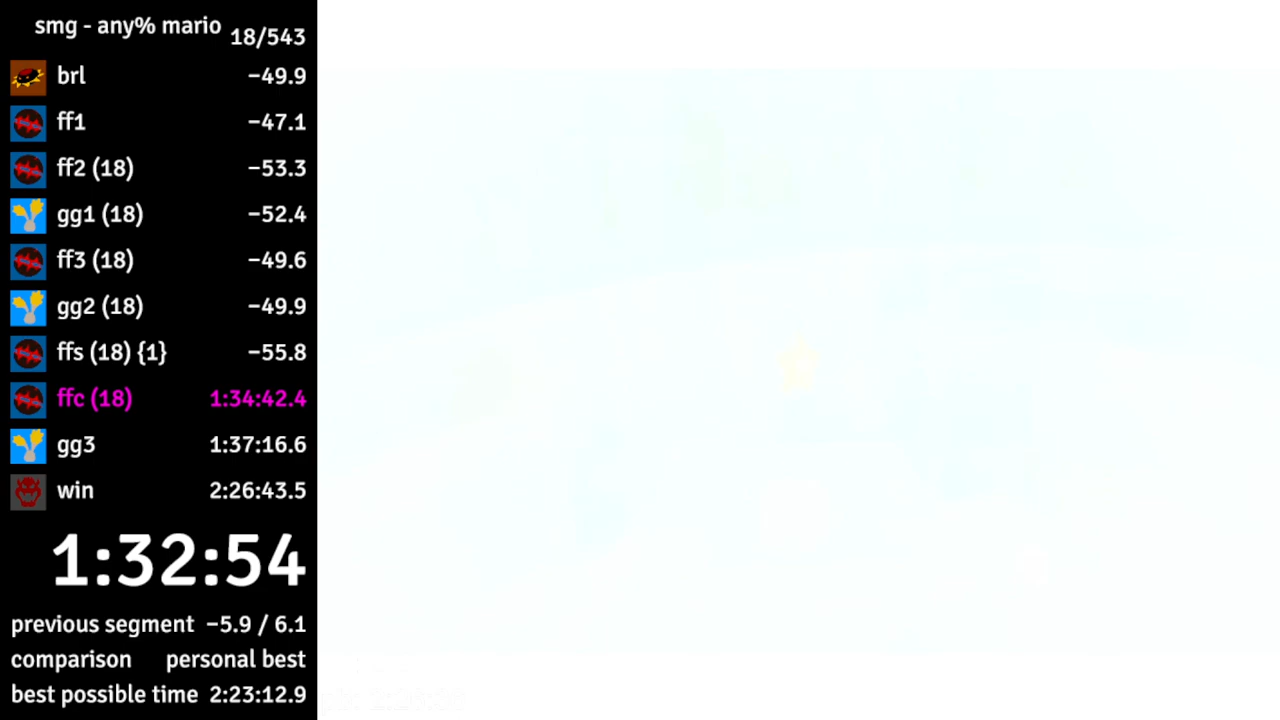 smg - any% mario
18/543
brl −49.9
ff1 −47.1
ff2 (18) −53.3
gg1 (18) −52.4
ff3 (18) −49.6
gg2 (18) −49.9
ffs (18) {1} −55.8
ffc (18) 1:34:42.4
gg3 1:37:16.6
win 2:26:43.5
1:32:54
previous segment −5.9 / 6.1
comparison personal best
best possible time 2:23:12.9